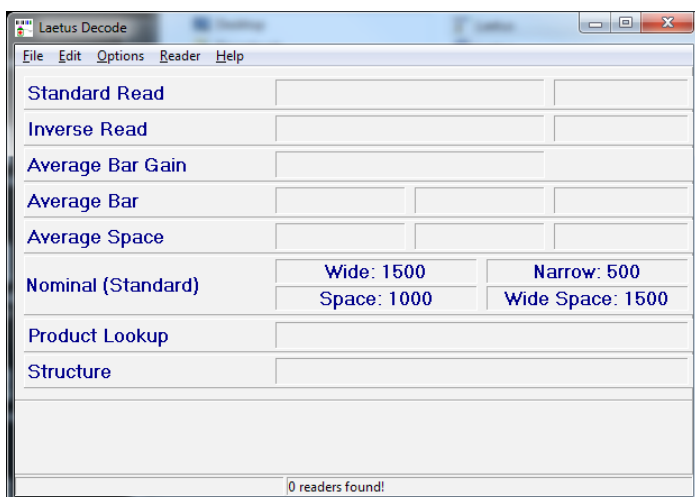 Laetus Decode
File Edit Options Reader Help
Standard Read
Inverse Read
Average Bar Gain
Average Bar
Average Space
Nominal (Standard)
Wide: 1500 Narrow: 500
Space: 1000 Wide Space: 1500
Product Lookup
Structure
0 readers found!